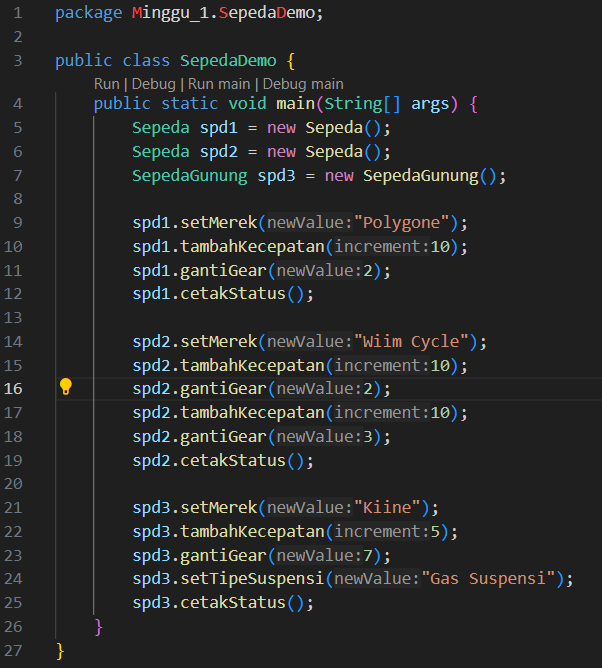 1 package Minggu_1.SepedaDemo;
2
3 public class SepedaDemo {
Run | Debug | Run main | Debug main
4 public static void main(String[] args) {
5 Sepeda spd1 = new Sepeda();
6 Sepeda spd2 = new Sepeda();
7 SepedaGunung spd3 = new SepedaGunung();
8
9 spd1.setMerek(newValue:"Polygone");
10 spd1.tambahKecepatan(increment:10);
11 spd1.gantiGear(newValue:2);
12 spd1.cetakStatus();
13
14 spd2.setMerek(newValue:"Wiim Cycle");
15 spd2.tambahKecepatan(increment:10);
16 spd2.gantiGear(newValue:2);
17 spd2.tambahKecepatan(increment:10);
18 spd2.gantiGear(newValue:3);
19 spd2.cetakStatus();
20
21 spd3.setMerek(newValue:"Kiine");
22 spd3.tambahKecepatan(increment:5);
23 spd3.gantiGear(newValue:7);
24 spd3.setTipeSuspensi(newValue:"Gas Suspensi");
25 spd3.cetakStatus();
26 }
27 }